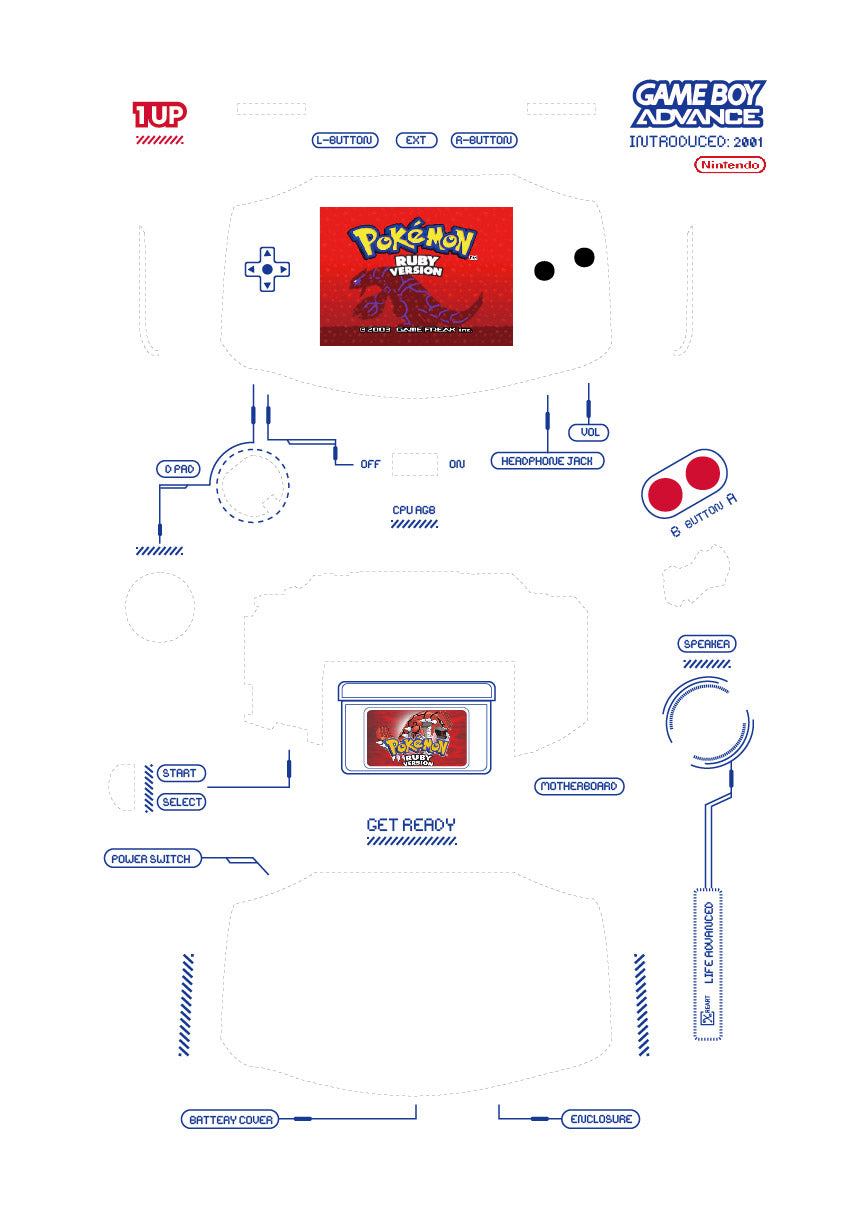 1UP
GAME BOY
ADVANCE
L-BUTTON
EXT
R-BUTTON
INTRODUCED: 2001
Nintendo
POKéMON
TM
RUBY
VERSION
©2003 GAME FREAK inc.
VOL
D PAD
OFF
ON
HEADPHONE JACK
CPU AGB
B BUTTON A
SPEAKER
POKéMON
RUBY
VERSION
START
SELECT
MOTHERBOARD
GET READY
POWER SWITCH
LIFE ADVANCED
BATTERY COVER
ENCLOSURE